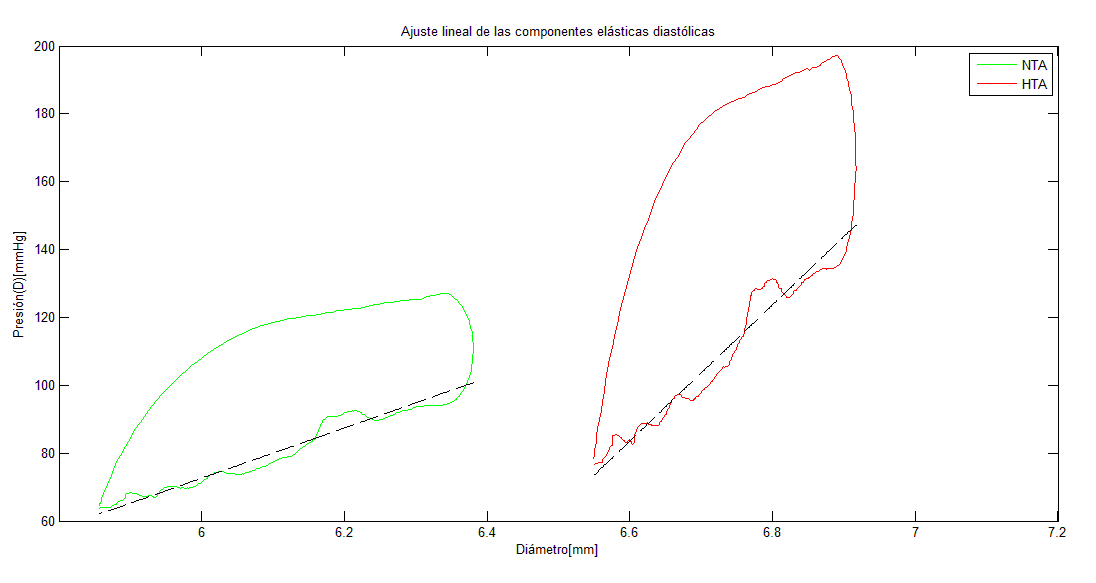 Ajuste lineal de las componentes elásticas diastólicas
200
180
160
140
120
100
80
60
Presión(D)[mmHg]
NTA
HTA
6 6.2 6.4 6.6 6.8 7 7.2
Diámetro[mm]